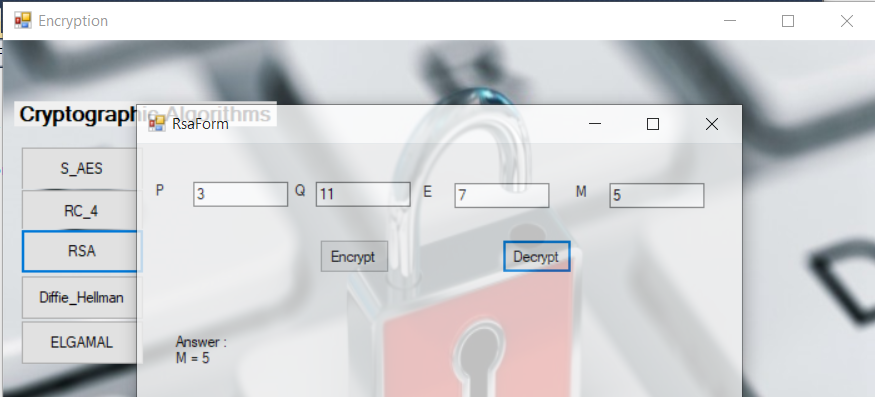 Encryption
Cryptographic Algorithms
RsaForm
S_AES
RC_4
RSA
Diffie_Hellman
ELGAMAL
P 3 Q 11 E 7 M 5
Encrypt Decrypt
Answer :
M = 5